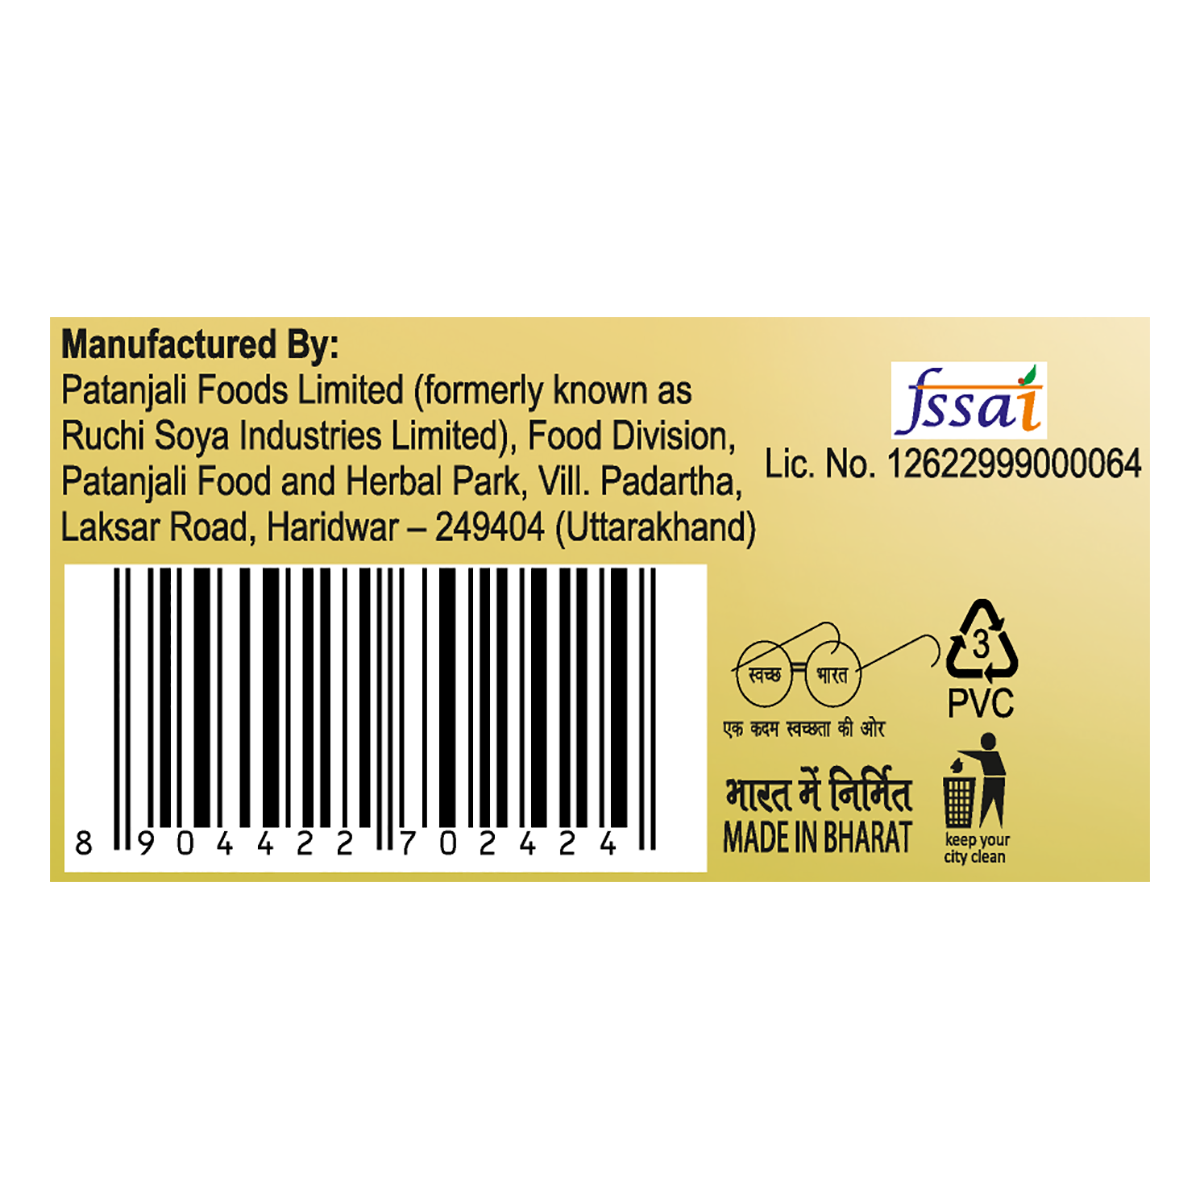 Manufactured By:
Patanjali Foods Limited (formerly known as
Ruchi Soya Industries Limited), Food Division,
Patanjali Food and Herbal Park, Vill. Padartha,
Laksar Road, Haridwar – 249404 (Uttarakhand)
fssai
Lic. No. 12622999000064
8 904422 702424
स्वच्छ भारत
एक कदम स्वच्छता की ओर
भारत में निर्मित
MADE IN BHARAT
3
PVC
keep your
city clean